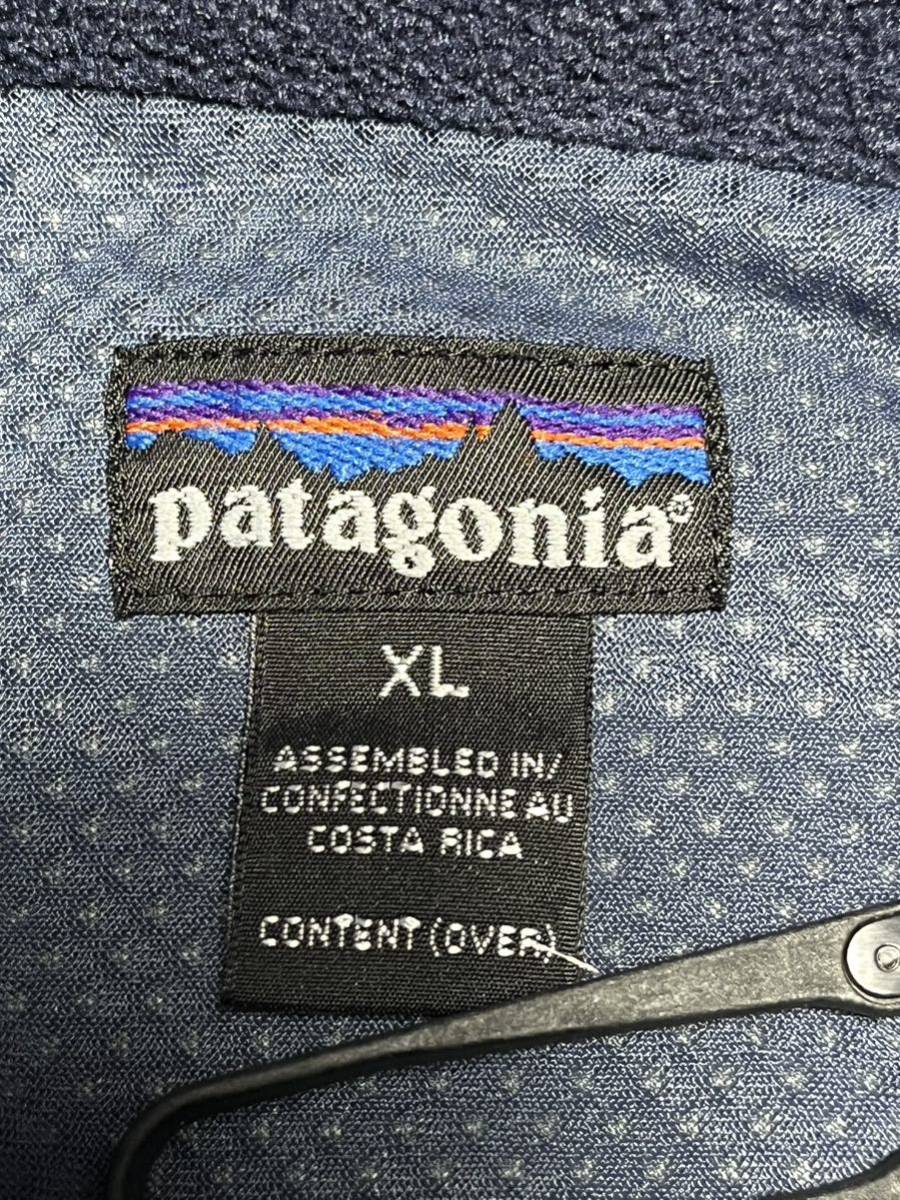 patagonia®
XL
ASSEMBLED IN/
CONFECTIONNE AU
COSTA RICA
CONTENT (OVER)